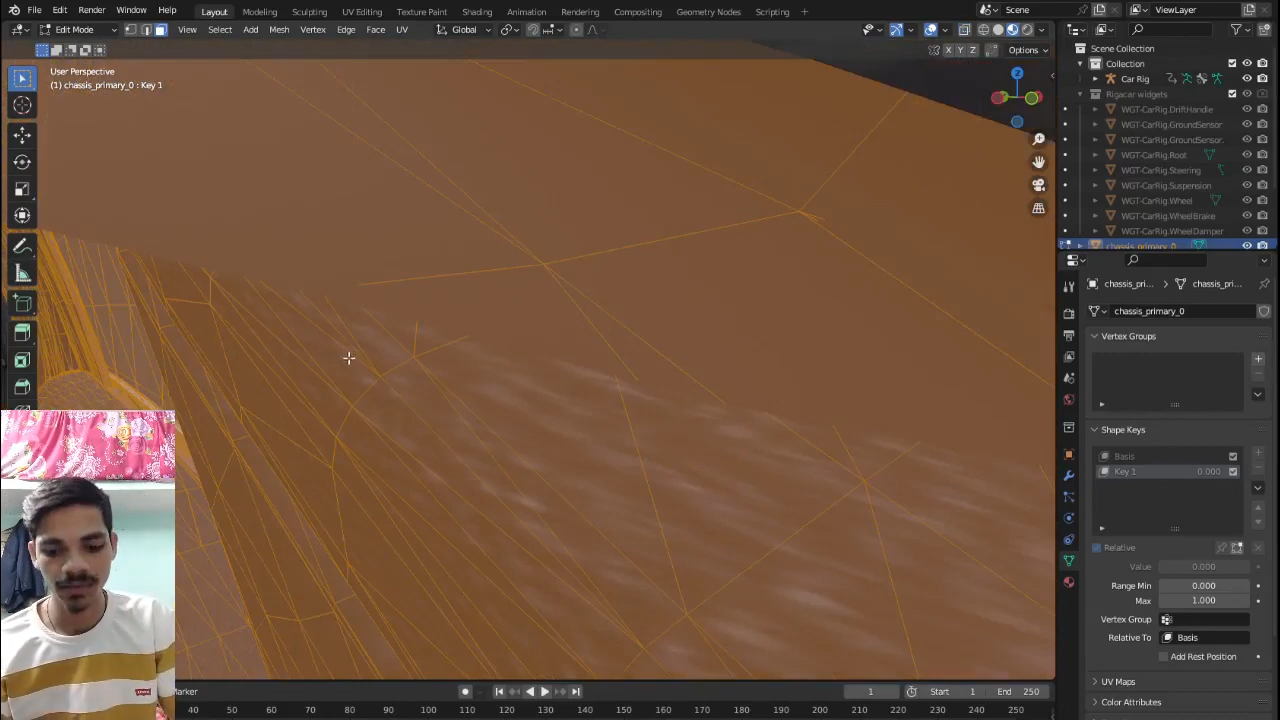 File Edit Render Window Help Layout Modeling Sculpting UV Editing Texture Paint Shading Animation Rendering Compositing Geometry Nodes Scripting + Scene ViewLayer
Edit Mode View Select Add Mesh Vertex Edge Face UV Global
X Y Z Options
User Perspective
(1) chassis_primary_0 : Key 1
Z
Marker
1 Start 1 End 250
40 50 60 70 80 90 100 110 120 130 140 150 160 170 180 190 200 210 220 230 240 250
Scene Collection
Collection
Car Rig
Rigacar widgets
WGT-CarRig.DriftHandle
WGT-CarRig.GroundSensor
WGT-CarRig.GroundSensor.
WGT-CarRig.Root
WGT-CarRig.Steering
WGT-CarRig.Suspension
WGT-CarRig.Wheel
WGT-CarRig.WheelBrake
WGT-CarRig.WheelDamper
chassis_primary_0
chassis_pri... chassis_pri...
chassis_primary_0
Vertex Groups
Shape Keys
Basis
Key 1 0.000
Relative
Value 0.000
Range Min 0.000
Max 1.000
Vertex Group
Relative To Basis
Add Rest Position
UV Maps
Color Attributes